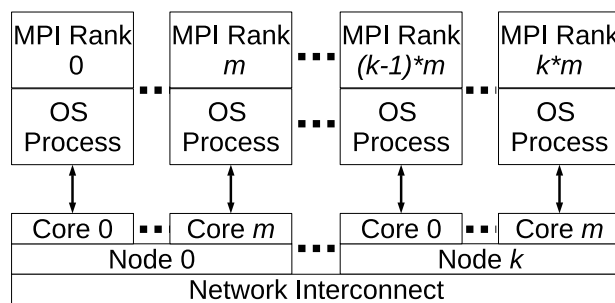 MPI Rank 0
MPI Rank m
MPI Rank (k-1)*m
MPI Rank k*m
OS Process
OS Process
OS Process
OS Process
Core 0
Core m
Core 0
Core m
Node 0
Node k
Network Interconnect